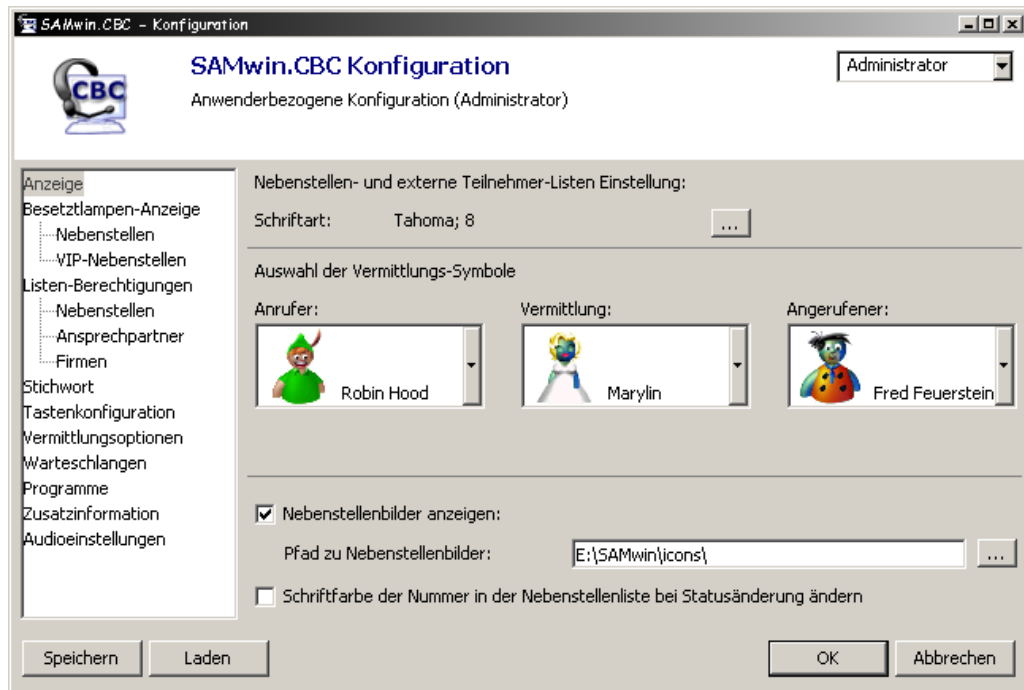 SAMwin.CBC - Konfiguration
CBC
SAMwin.CBC Konfiguration
Anwenderbezogene Konfiguration (Administrator)
Administrator
Anzeige
Besetztlampen-Anzeige
Nebenstellen
VIP-Nebenstellen
Listen-Berechtigungen
Nebenstellen
Ansprechpartner
Firmen
Stichwort
Tastenkonfiguration
Vermittlungsoptionen
Warteschlangen
Programme
Zusatzinformation
Audioeinstellungen
Nebenstellen- und externe Teilnehmer-Listen Einstellung:
Schriftart: Tahoma; 8 ...
Auswahl der Vermittlungs-Symbole
Anrufer: Vermittlung: Angerufener:
Robin Hood Marylin Fred Feuerstein
Nebenstellenbilder anzeigen:
Pfad zu Nebenstellenbilder: E:\SAMwin\icons\ ...
Schriftfarbe der Nummer in der Nebenstellenliste bei Statusänderung ändern
Speichern Laden OK Abbrechen